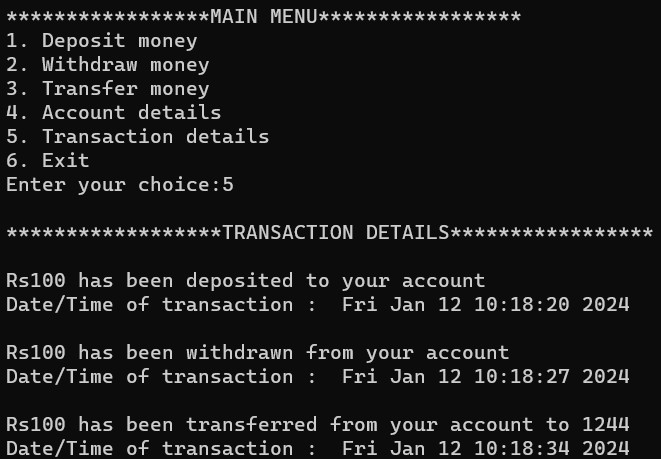 *****************MAIN MENU*****************
1. Deposit money
2. Withdraw money
3. Transfer money
4. Account details
5. Transaction details
6. Exit
Enter your choice:5
******************TRANSACTION DETAILS*****************
Rs100 has been deposited to your account
Date/Time of transaction :  Fri Jan 12 10:18:20 2024
Rs100 has been withdrawn from your account
Date/Time of transaction :  Fri Jan 12 10:18:27 2024
Rs100 has been transferred from your account to 1244
Date/Time of transaction :  Fri Jan 12 10:18:34 2024